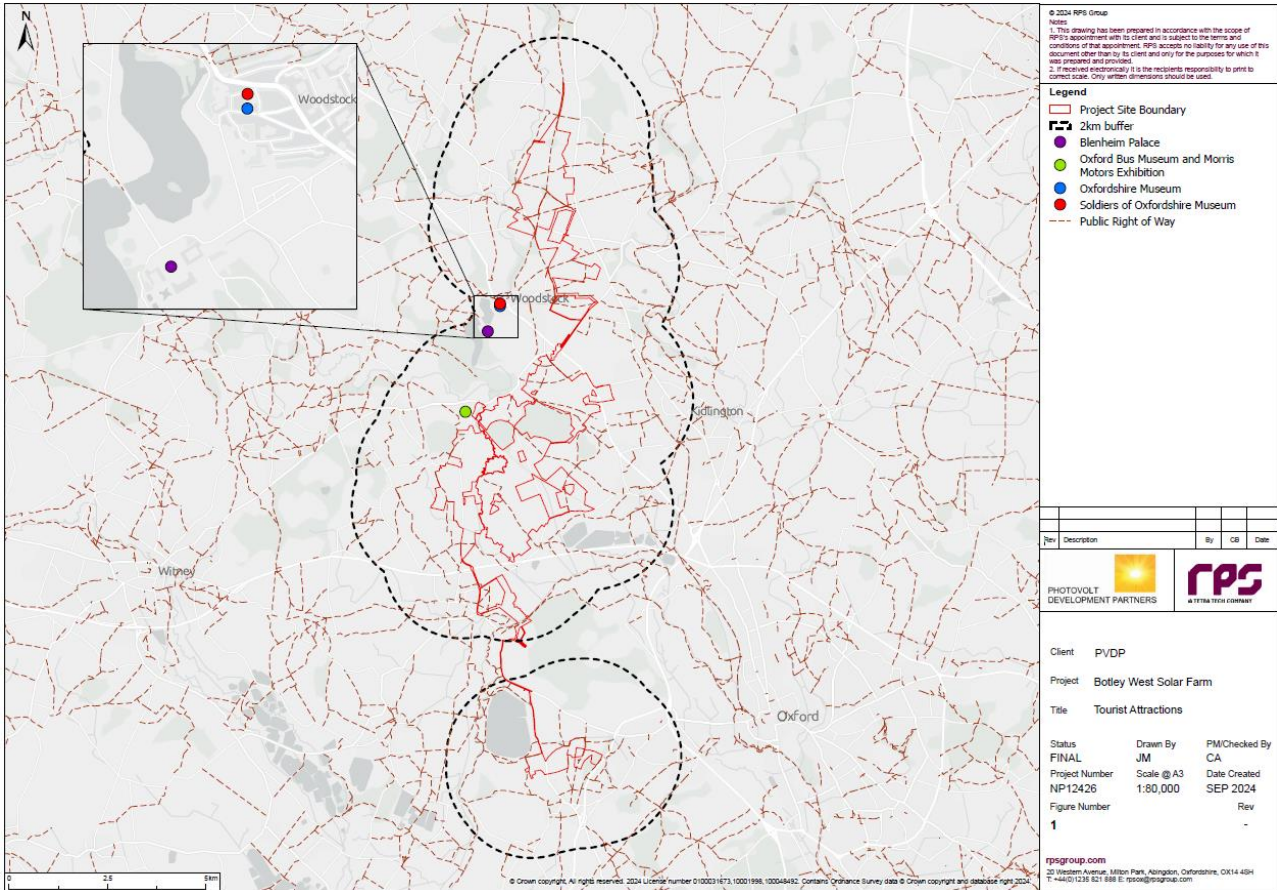 N
Woodstock
Woodstock
Kidlington
Witney
Oxford
0 2.5 5km
© Crown copyright, All rights reserved. 2024 License number 0100031673,10001998,100048492. Contains Ordnance Survey data © Crown copyright and database right 2024.
© 2024 RPS Group
Notes
1. This drawing has been prepared in accordance with the scope of
RPS's appointment with its client and is subject to the terms and
conditions of that appointment. RPS accepts no liability for any use of this
document other than by its client and only for the purposes for which it
was prepared and provided.
2. If received electronically it is the recipients responsibility to print to
correct scale. Only written dimensions should be used.
Legend
Project Site Boundary
2km buffer
Blenheim Palace
Oxford Bus Museum and Morris
Motors Exhibition
Oxfordshire Museum
Soldiers of Oxfordshire Museum
Public Right of Way
Rev Description By CB Date
PHOTOVOLT
DEVELOPMENT PARTNERS
rps
A TETRA TECH COMPANY
Client PVDP
Project Botley West Solar Farm
Title Tourist Attractions
Status Drawn By PM/Checked By
FINAL JM CA
Project Number Scale @ A3 Date Created
NP12426 1:80,000 SEP 2024
Figure Number Rev
1 -
rpsgroup.com
20 Western Avenue, Milton Park, Abingdon, Oxfordshire, OX14 4SH
T: +44(0)1235 821 888 E: rpsox@rpsgroup.com